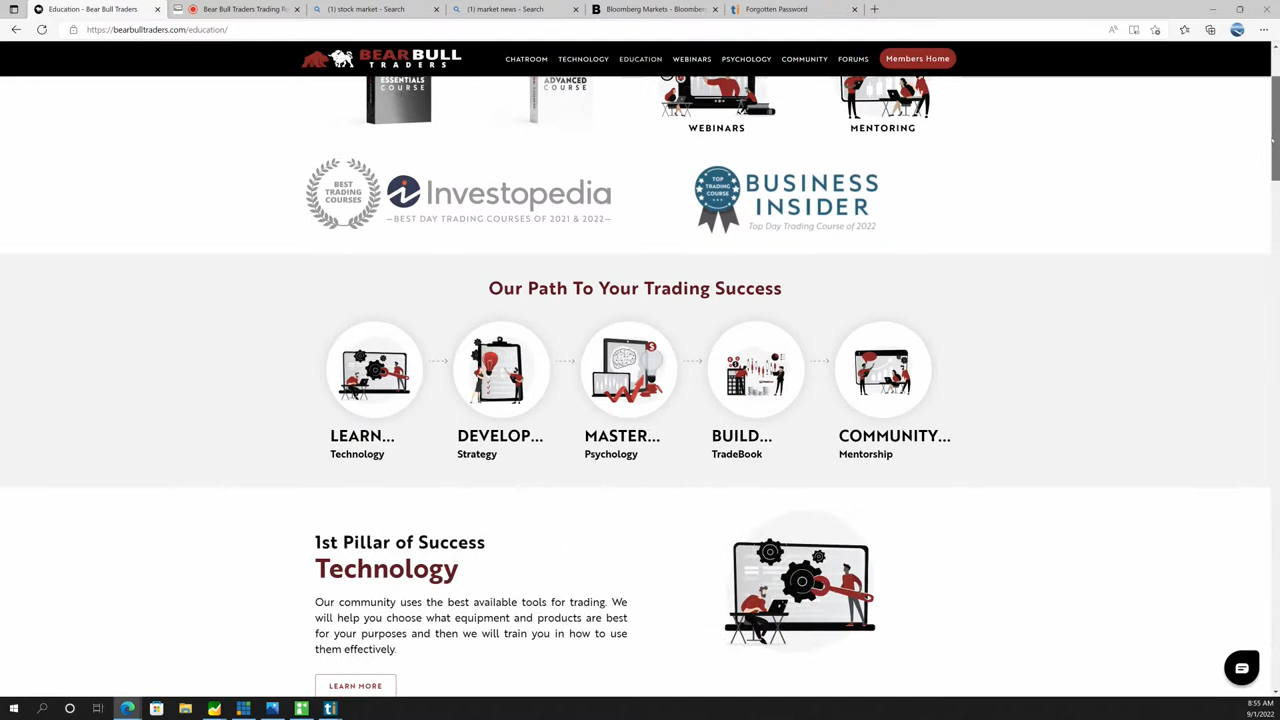 Education - Bear Bull Traders
Bear Bull Traders Trading Ro
(1) stock market - Search
(1) market news - Search
Bloomberg Markets - Bloomber
Forgotten Password
https://bearbulltraders.com/education/
BEAR BULL
TRADERS
CHATROOM
TECHNOLOGY
EDUCATION
WEBINARS
PSYCHOLOGY
COMMUNITY
FORUMS
Members Home
ESSENTIALS
COURSE
ADVANCED
COURSE
WEBINARS
MENTORING
BEST
TRADING
COURSES
Investopedia
—BEST DAY TRADING COURSES OF 2021 & 2022—
TOP
TRADING
COURSE
BUSINESS
INSIDER
Top Day Trading Course of 2022
Our Path To Your Trading Success
LEARN...
Technology
DEVELOP...
Strategy
MASTER...
Psychology
BUILD...
TradeBook
COMMUNITY...
Mentorship
1st Pillar of Success
Technology
Our community uses the best available tools for trading. We
will help you choose what equipment and products are best
for your purposes and then we will train you in how to use
them effectively.
LEARN MORE
8:55 AM
9/1/2022